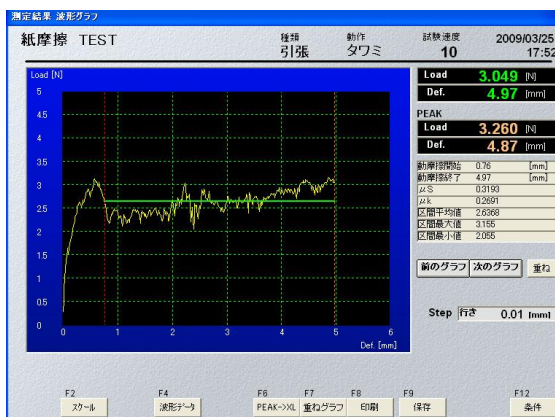 測定結果 波形グラフ
紙摩擦 TEST
種類 動作 試験速度 2009/03/25
引張 タワミ 10 17:52
Load [N]
Load 3.049 [N]
Def. 4.97 [mm]
PEAK
Load 3.260 [N]
Def. 4.87 [mm]
動摩擦開始 0.76 [mm]
動摩擦終了 4.97 [mm]
μS 0.3193
μk 0.2691
区間平均値 2.6368
区間最大値 3.155
区間最小値 2.055
5
4.5
4
3.5
3
2.5
2
1.5
1
0.5
0
0 1 2 3 4 5 6
Def. [mm]
前のグラフ 次のグラフ 重ね
Step 行き 0.01 [mm]
F2 F4 F6 F7 F8 F9 F12
スケール 波形データ PEAK->XL 重ねグラフ 印刷 保存 条件